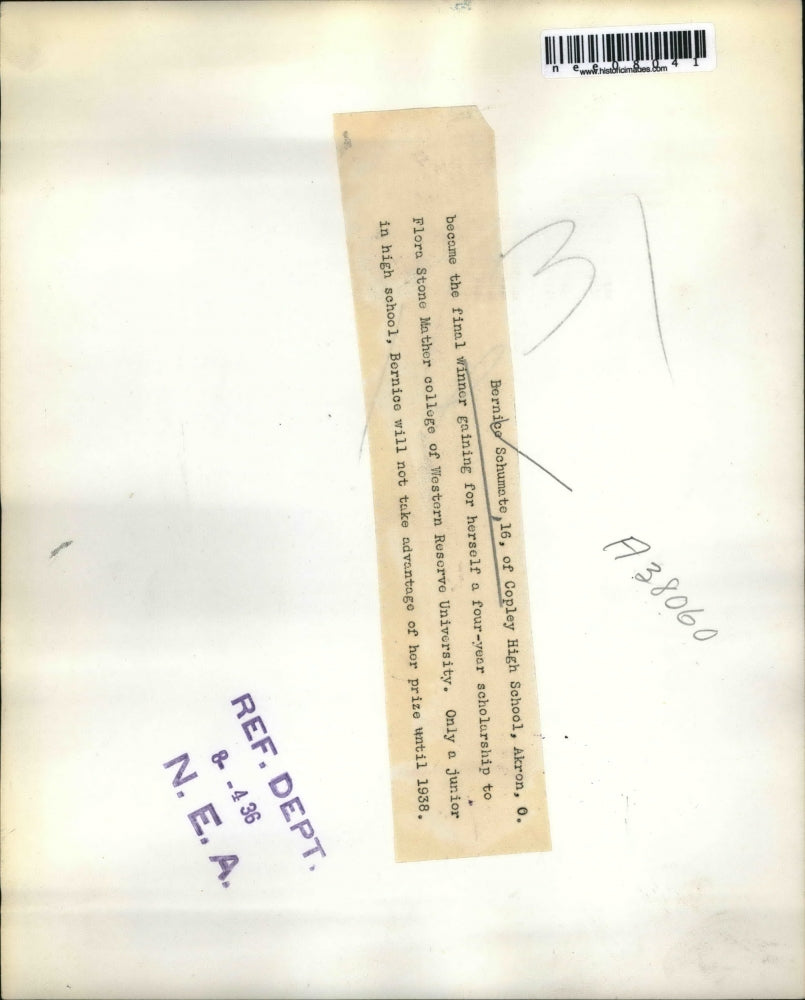 nee08041
www.historicimages.com
31
Bernice Schumate, 16, of Copley High School, Akron, O.
became the final winner gaining for herself a four-year scholarship to
Flora Stone Mather college of Western Reserve University. Only a junior
in high school, Bernice will not take advantage of her prize until 1938.
A38060
REF. DEPT.
8--4 36
N. E. A.